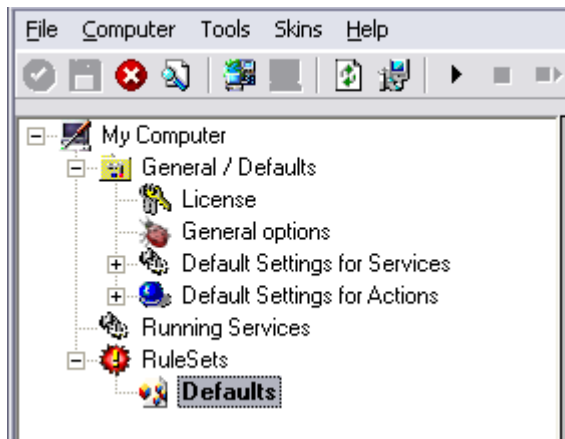 File Computer Tools Skins Help
My Computer
General / Defaults
License
General options
Default Settings for Services
Default Settings for Actions
Running Services
RuleSets
Defaults